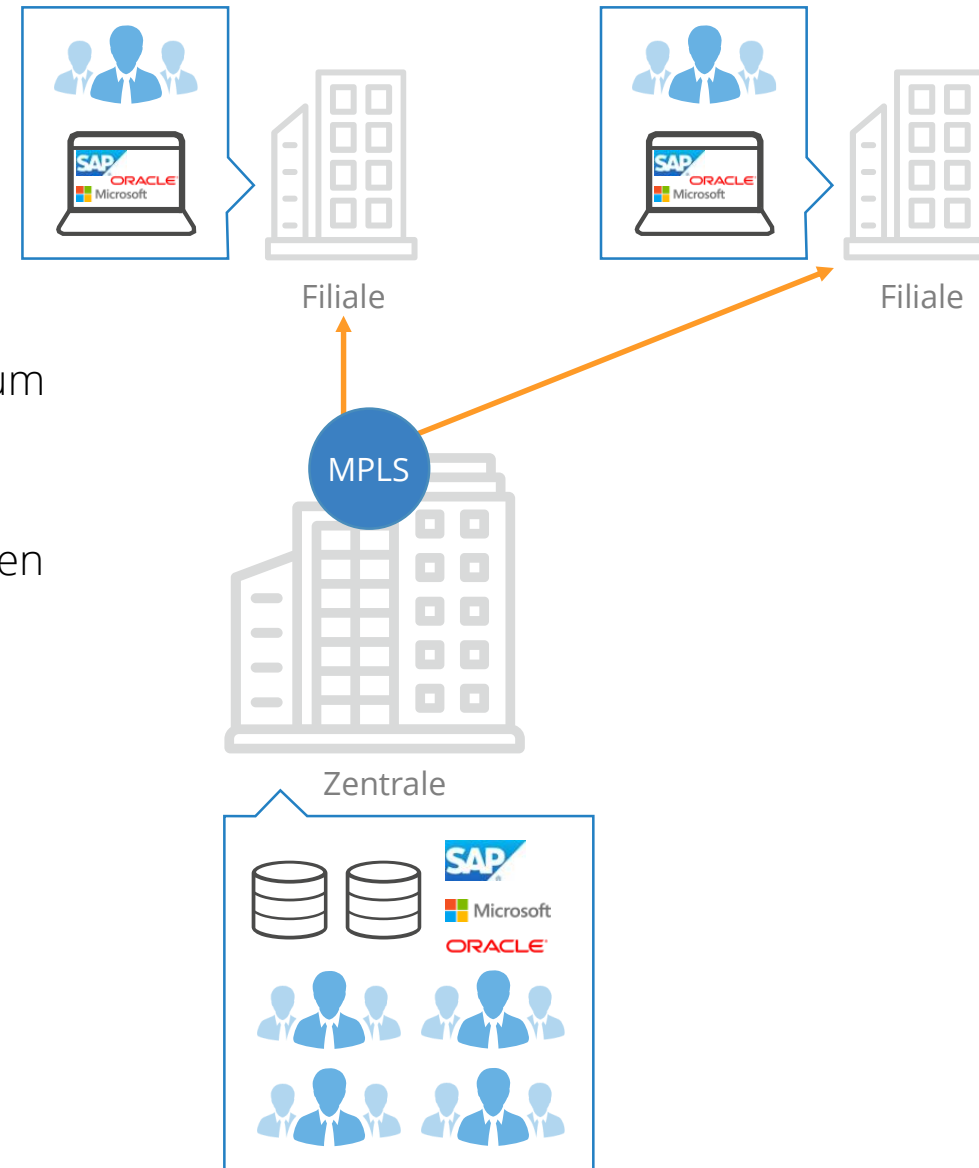 SAP
ORACLE
Microsoft
SAP
ORACLE
Microsoft
Filiale
Filiale
um
MPLS
en
Zentrale
SAP
Microsoft
ORACLE